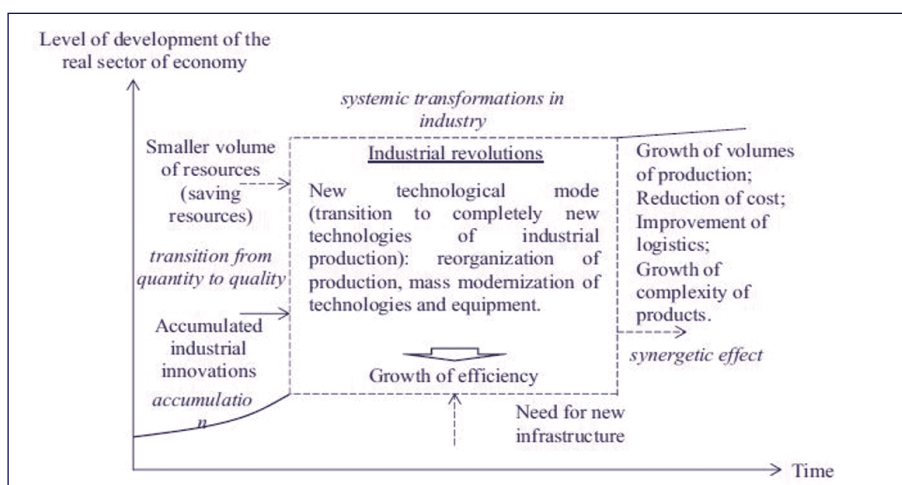 Level of development of the
real sector of economy
systemic transformations in
industry
Smaller volume
of resources
(saving
resources)
transition from
quantity to quality
Accumulated
industrial
innovations
accumulatio
n
Industrial revolutions
New technological mode
(transition to completely new
technologies of industrial
production): reorganization of
production, mass modernization of
technologies and equipment.
Growth of efficiency
Need for new
infrastructure
Growth of volumes
of production;
Reduction of cost;
Improvement of
logistics;
Growth of
complexity of
products.
synergetic effect
Time